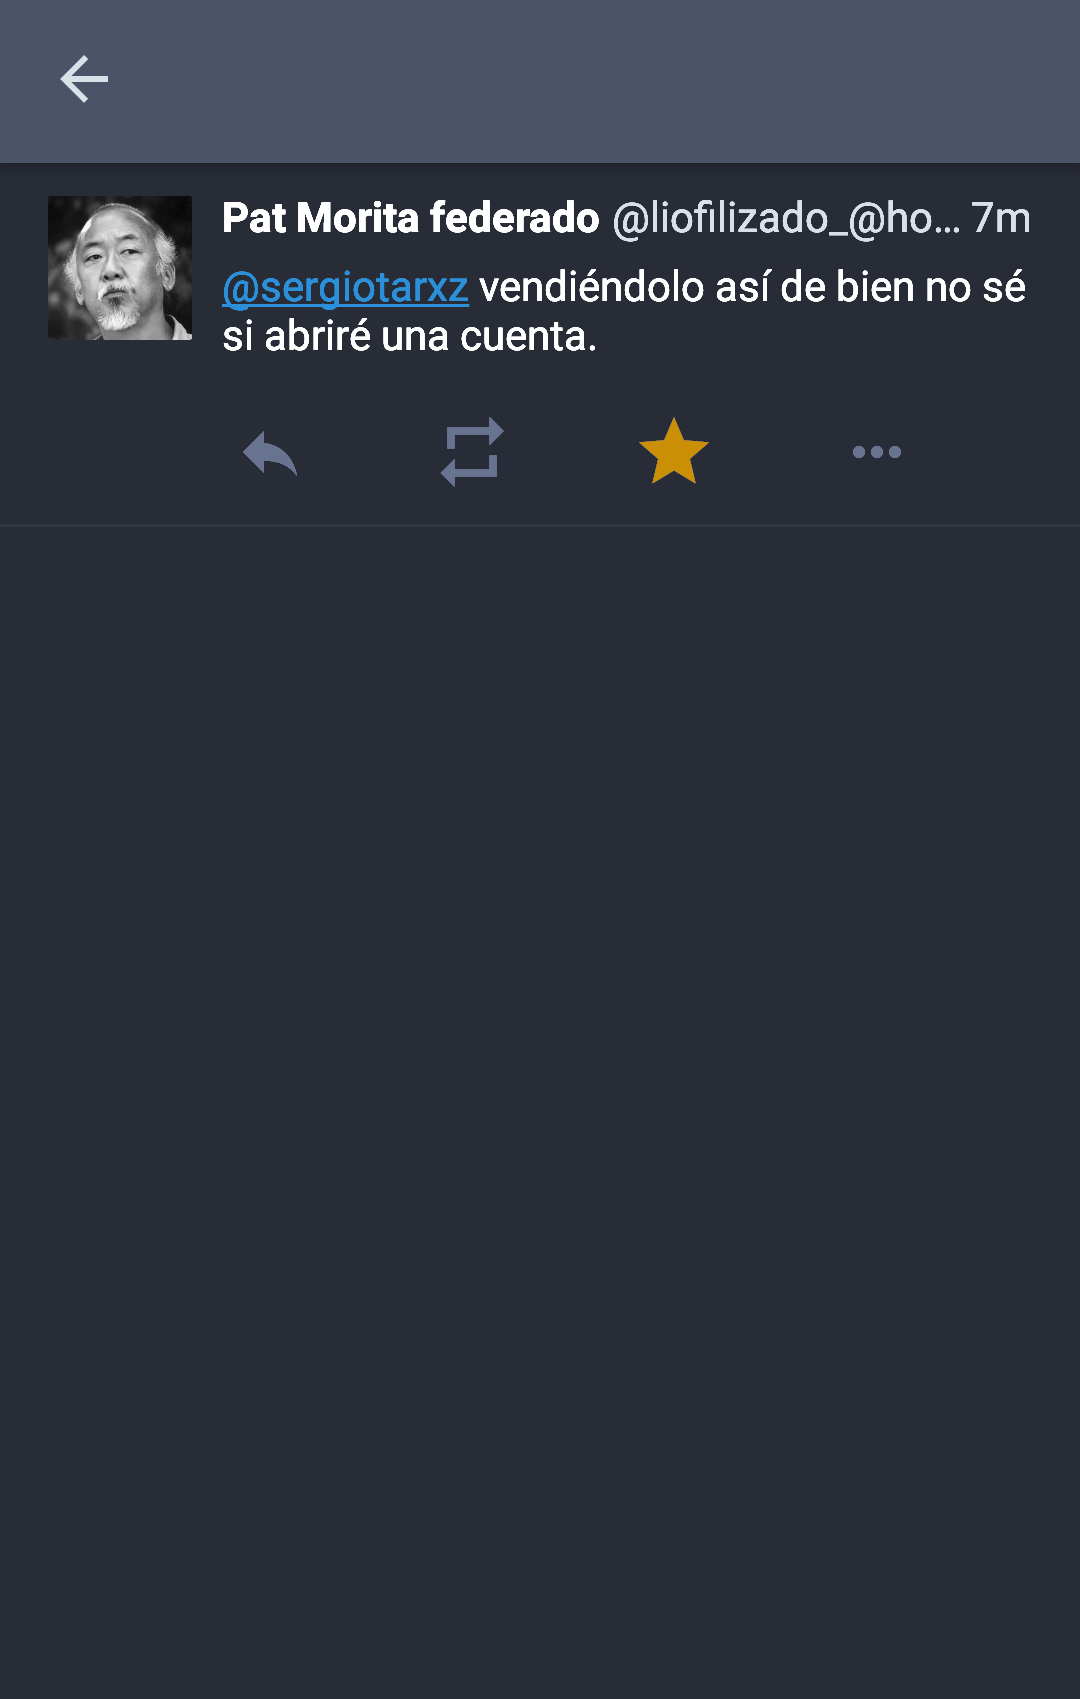 Pat Morita federado @liofilizado_@ho... 7m
@sergiotarxz vendiéndolo así de bien no sé
si abriré una cuenta.